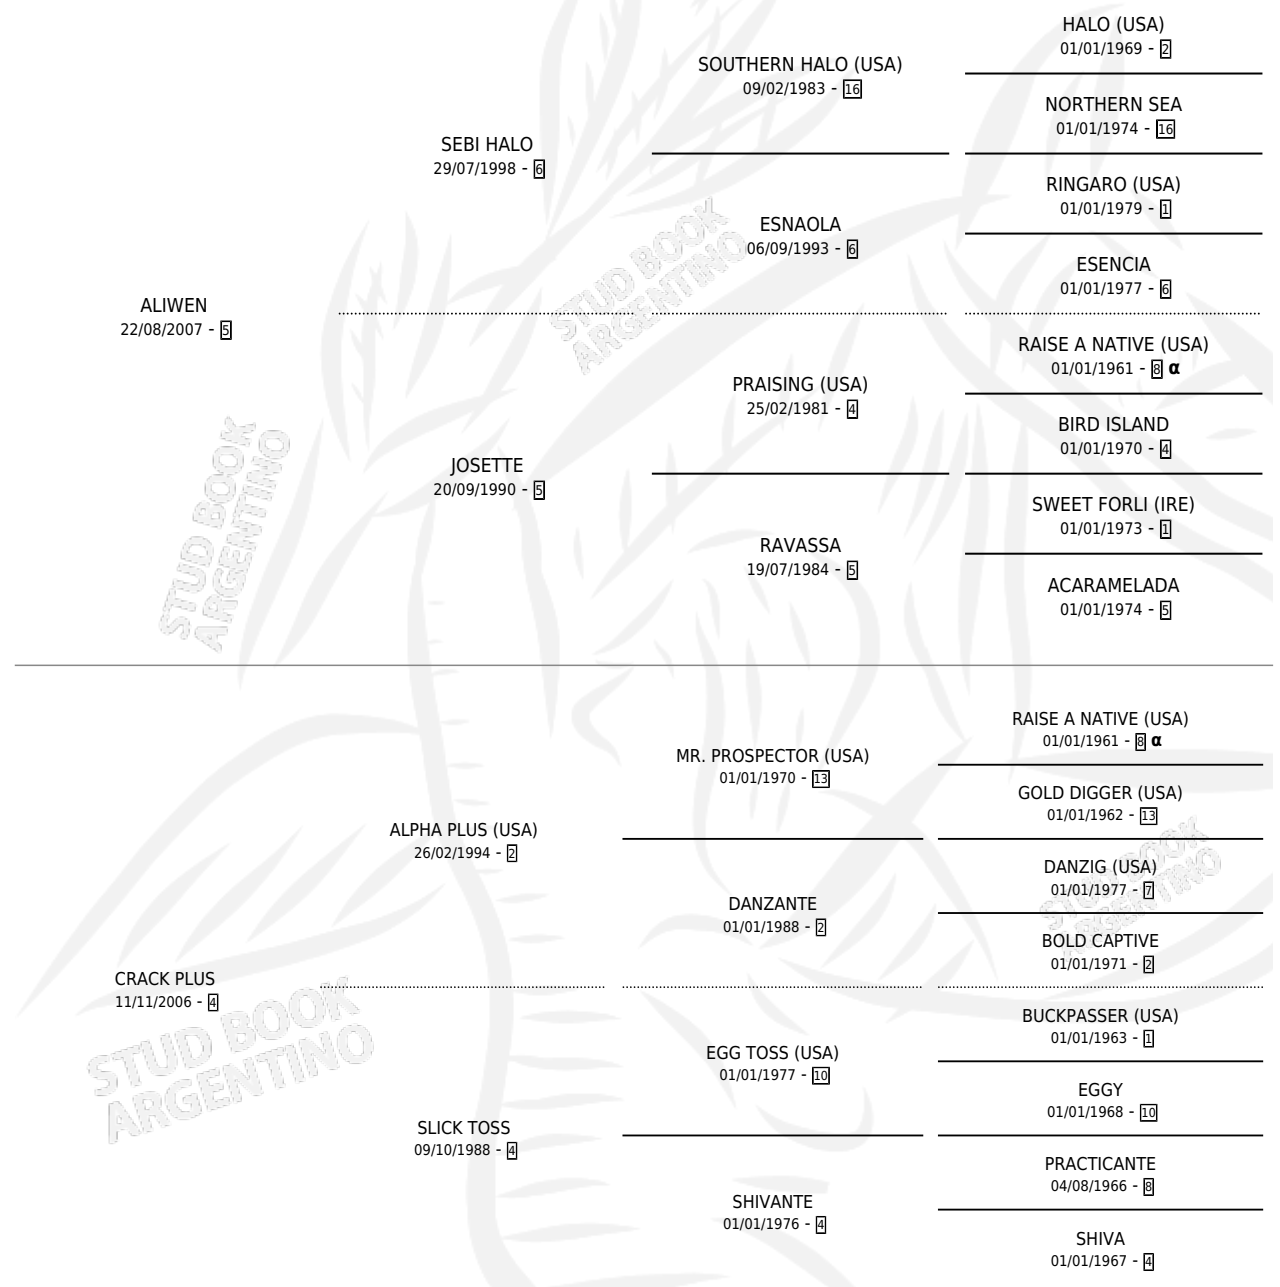 HALO (USA)
01/01/1969 - 2
SOUTHERN HALO (USA)
09/02/1983 - 16
NORTHERN SEA
01/01/1974 - 16
SEBI HALO
29/07/1998 - 6
RINGARO (USA)
01/01/1979 - 1
ESNAOLA
06/09/1993 - 6
ESENCIA
01/01/1977 - 6
ALIWEN
22/08/2007 - 5
RAISE A NATIVE (USA)
01/01/1961 - 8 α
PRAISING (USA)
25/02/1981 - 4
BIRD ISLAND
01/01/1970 - 4
JOSETTE
20/09/1990 - 5
SWEET FORLI (IRE)
01/01/1973 - 1
RAVASSA
19/07/1984 - 5
ACARAMELADA
01/01/1974 - 5
RAISE A NATIVE (USA)
01/01/1961 - 8 α
MR. PROSPECTOR (USA)
01/01/1970 - 13
GOLD DIGGER (USA)
01/01/1962 - 13
ALPHA PLUS (USA)
26/02/1994 - 2
DANZIG (USA)
01/01/1977 - 7
DANZANTE
01/01/1988 - 2
BOLD CAPTIVE
01/01/1971 - 2
CRACK PLUS
11/11/2006 - 4
BUCKPASSER (USA)
01/01/1963 - 1
EGG TOSS (USA)
01/01/1977 - 10
EGGY
01/01/1968 - 10
SLICK TOSS
09/10/1988 - 4
PRACTICANTE
04/08/1966 - 8
SHIVANTE
01/01/1976 - 4
SHIVA
01/01/1967 - 4
STUD BOOK
ARGENTINO
STUD BOOK
ARGENTINO
STUD BOOK
ARGENTINO
STUD BOOK
ARGENTINO